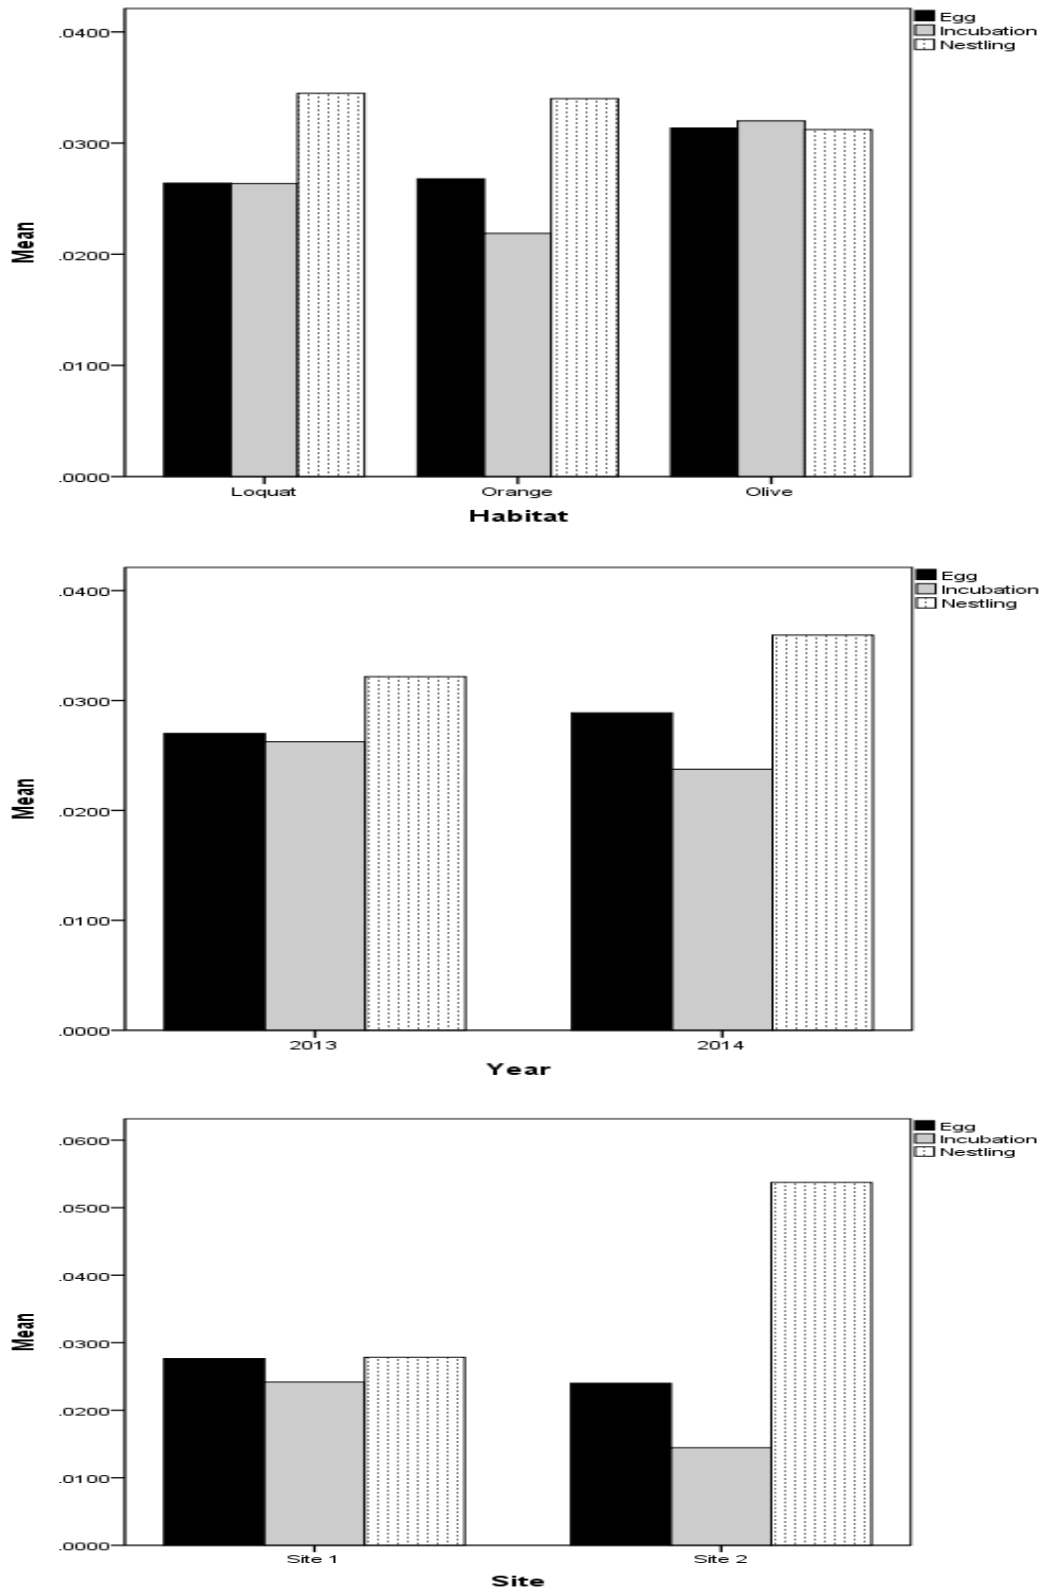 Egg
Incubation
Nestling
.0400
.0300
.0200
.0100
.0000
Mean
Loquat Orange Olive
Habitat
Egg
Incubation
Nestling
.0400
.0300
.0200
.0100
.0000
Mean
2013 2014
Year
Egg
Incubation
Nestling
.0600
.0500
.0400
.0300
.0200
.0100
.0000
Mean
Site 1 Site 2
Site